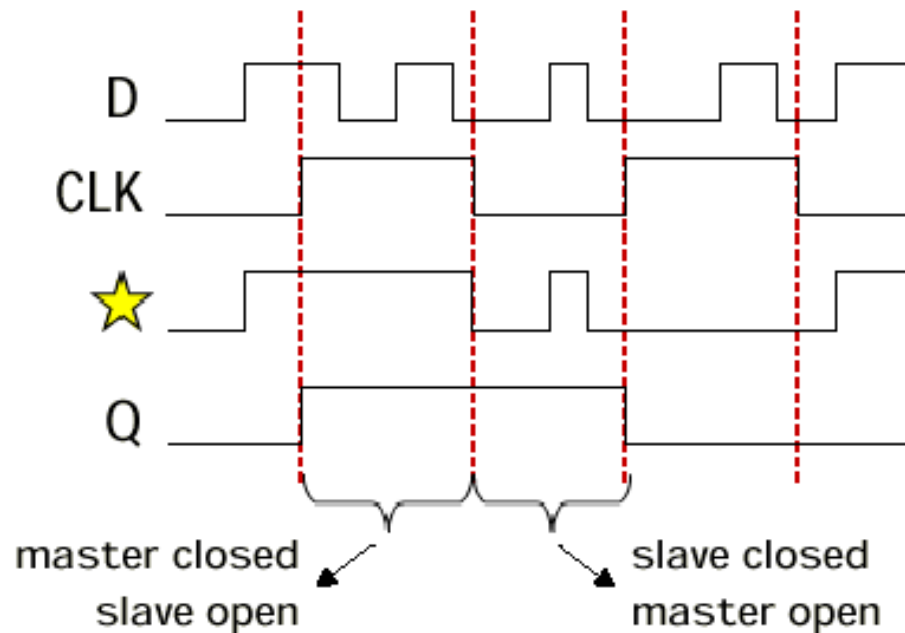 D
CLK
Q
master closed
slave open
slave closed
master open